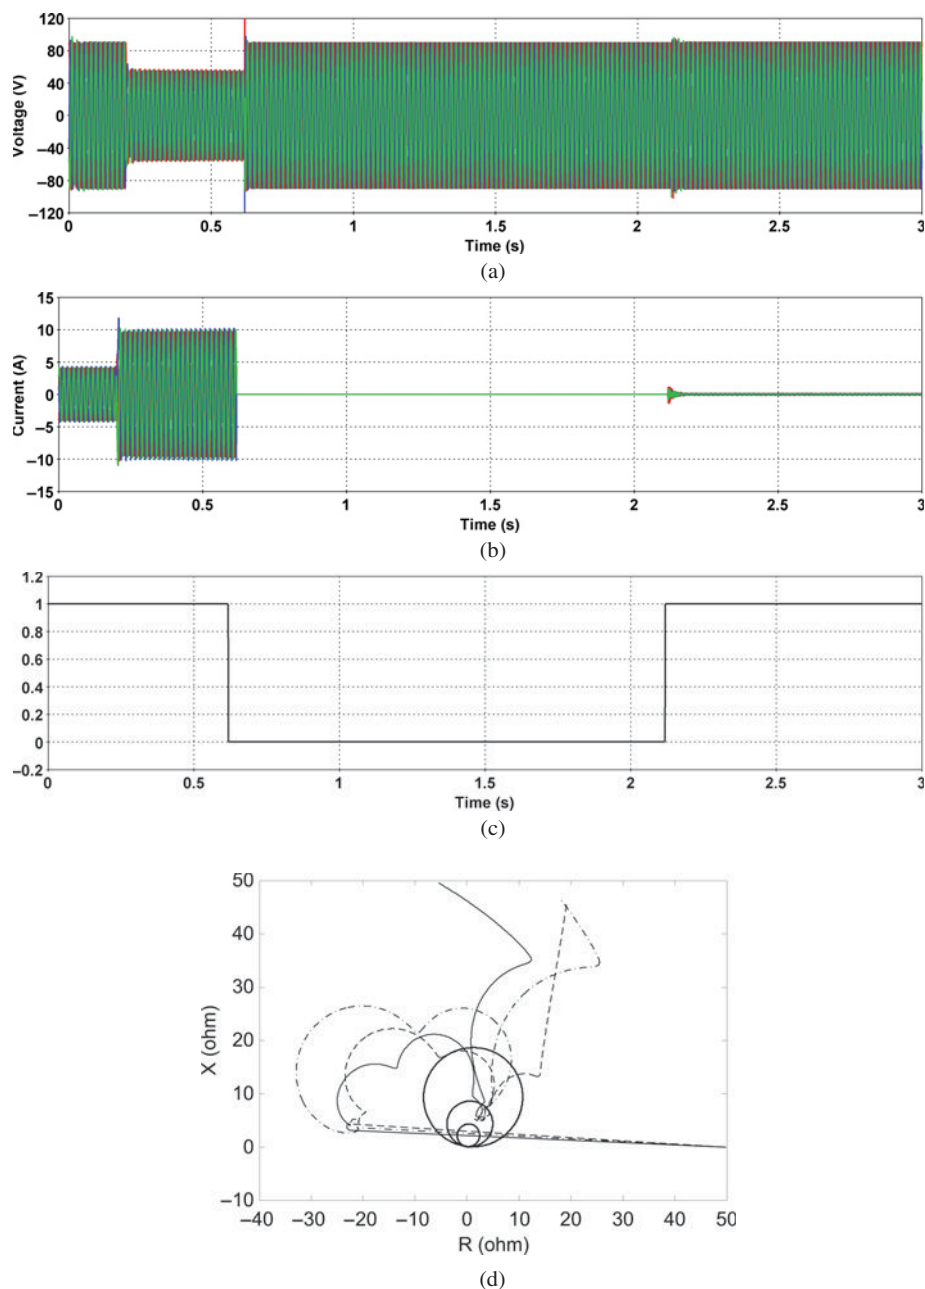 120
80
40
0
−40
−80
−120
Voltage (V)
0 0.5 1 1.5 2 2.5 3
Time (s)
(a)
15
10
5
0
−5
−10
−15
Current (A)
0 0.5 1 1.5 2 2.5 3
Time (s)
(b)
1.2
1
0.8
0.6
0.4
0.2
0
−0.2
0 0.5 1 1.5 2 2.5 3
Time (s)
(c)
50
40
30
20
10
0
−10
X (ohm)
−40 −30 −20 −10 0 10 20 30 40 50
R (ohm)
(d)